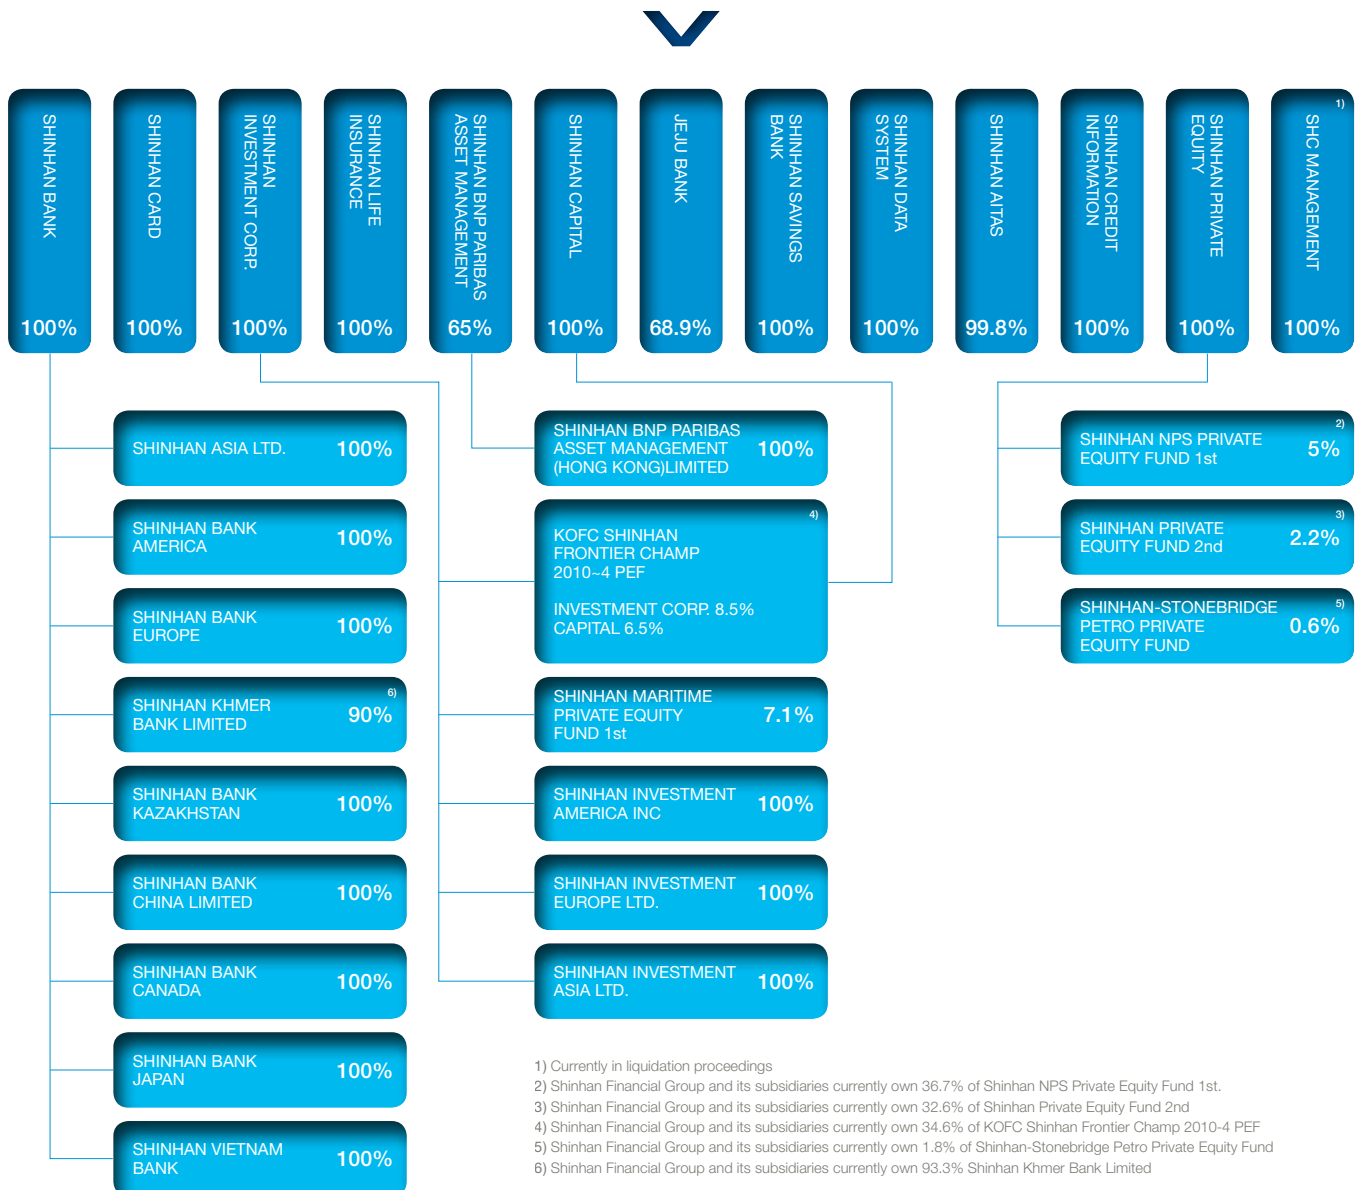 SHINHAN BANK
100%
SHINHAN CARD
100%
SHINHAN
INVESTMENT CORP.
100%
SHINHAN LIFE
INSURANCE
100%
SHINHAN BNP PARIBAS
ASSET MANAGEMENT
65%
SHINHAN CAPITAL
100%
JEJU BANK
68.9%
SHINHAN SAVINGS
BANK
100%
SHINHAN DATA
SYSTEM
100%
SHINHAN AITAS
99.8%
SHINHAN CREDIT
INFORMATION
100%
SHINHAN PRIVATE
EQUITY
100%
1)
SHC MANAGEMENT
100%
SHINHAN ASIA LTD. 100%
SHINHAN BANK
AMERICA
100%
SHINHAN BANK
EUROPE
100%
6)
SHINHAN KHMER
BANK LIMITED
90%
SHINHAN BANK
KAZAKHSTAN
100%
SHINHAN BANK
CHINA LIMITED
100%
SHINHAN BANK
CANADA
100%
SHINHAN BANK
JAPAN
100%
SHINHAN VIETNAM
BANK
100%
SHINHAN BNP PARIBAS
ASSET MANAGEMENT
(HONG KONG)LIMITED
100%
4)
KOFC SHINHAN
FRONTIER CHAMP
2010~4 PEF
INVESTMENT CORP. 8.5%
CAPITAL 6.5%
SHINHAN MARITIME
PRIVATE EQUITY
FUND 1st
7.1%
SHINHAN INVESTMENT
AMERICA INC
100%
SHINHAN INVESTMENT
EUROPE LTD.
100%
SHINHAN INVESTMENT
ASIA LTD.
100%
2)
SHINHAN NPS PRIVATE
EQUITY FUND 1st
5%
3)
SHINHAN PRIVATE
EQUITY FUND 2nd
2.2%
5)
SHINHAN-STONEBRIDGE
PETRO PRIVATE
EQUITY FUND
0.6%
1) Currently in liquidation proceedings
2) Shinhan Financial Group and its subsidiaries currently own 36.7% of Shinhan NPS Private Equity Fund 1st.
3) Shinhan Financial Group and its subsidiaries currently own 32.6% of Shinhan Private Equity Fund 2nd
4) Shinhan Financial Group and its subsidiaries currently own 34.6% of KOFC Shinhan Frontier Champ 2010-4 PEF
5) Shinhan Financial Group and its subsidiaries currently own 1.8% of Shinhan-Stonebridge Petro Private Equity Fund
6) Shinhan Financial Group and its subsidiaries currently own 93.3% Shinhan Khmer Bank Limited